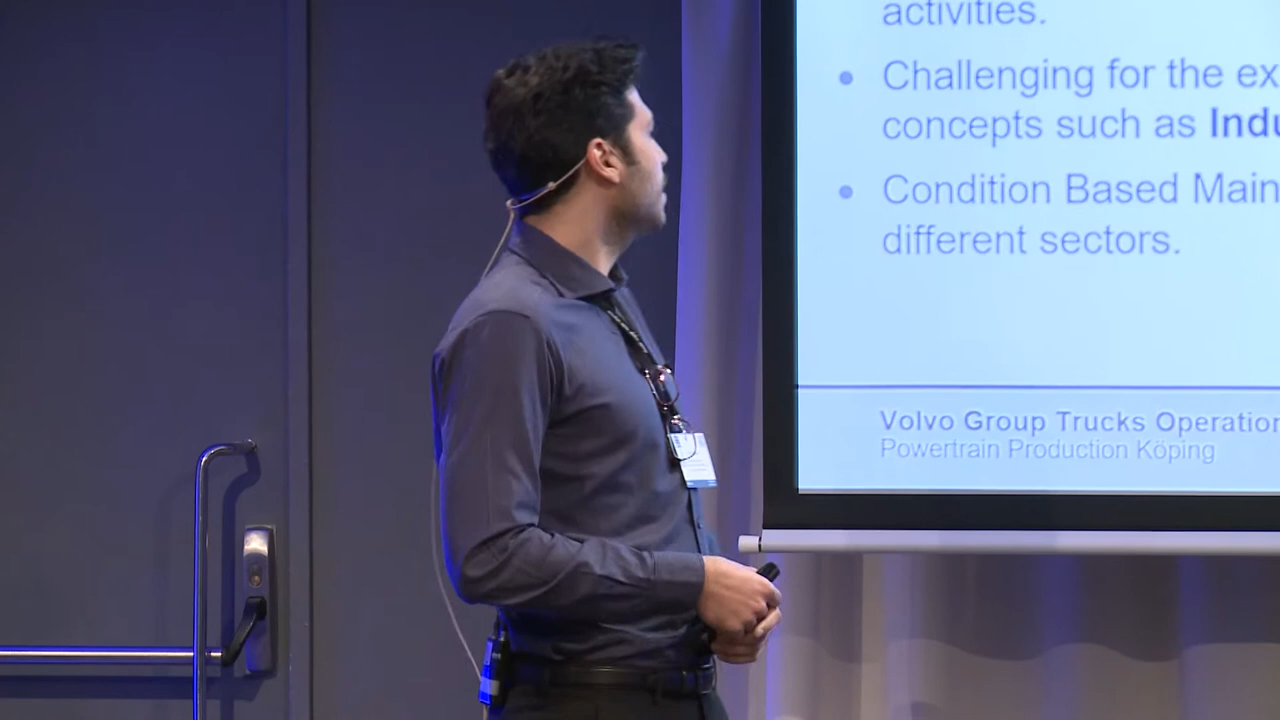 activities.
• Challenging for the ex
concepts such as Indu
• Condition Based Main
different sectors.
Volvo Group Trucks Operation
Powertrain Production Köping